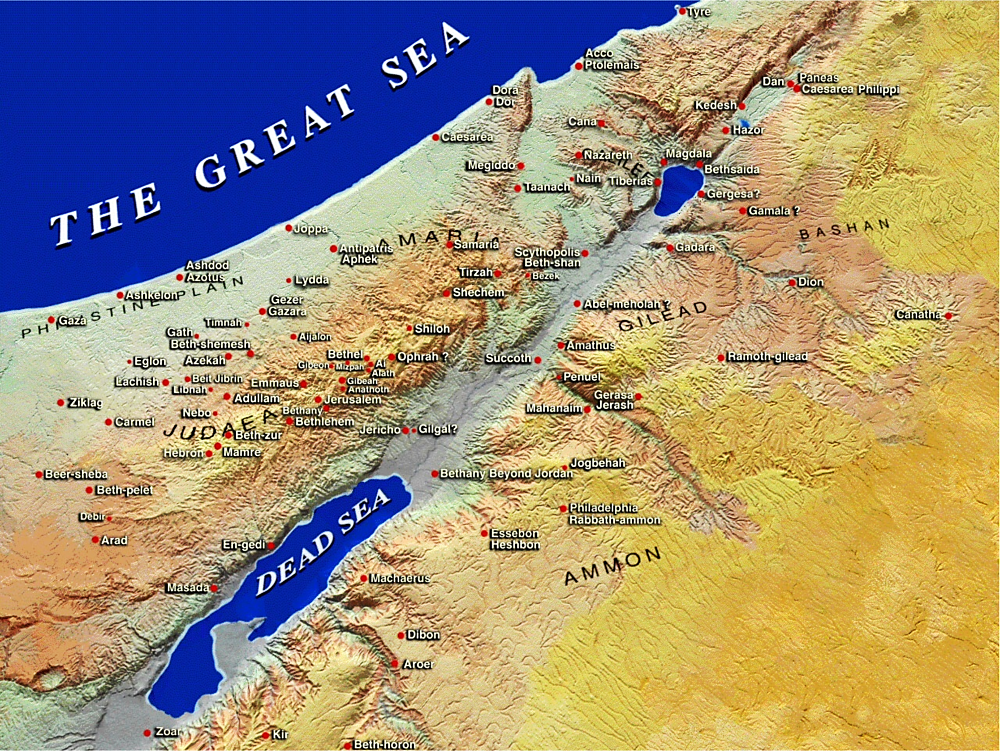 Tyre
THE GREAT SEA
Acco
Ptolemais
Dan
Paneas
Caesarea Philippi
Dora
Dor
Kedesh
Cana
Hazor
Caesarea
Megiddo
Nazareth
Magdala
Bethsaida
Nain
Tiberias
Taanach
Gergesa?
Gamala ?
BASHAN
Joppa
Antipatris
Aphek
Samaria
Gadara
Scythopolis
Beth-shan
Ashdod
Azotus
Tirzah
Bezek
Lydda
Dion
Ashkelon
Shechem
PHILISTINE PLAIN
Gezer
Gazara
Abel-meholah ?
GILEAD
Canatha
Gaza
Timnah
Shiloh
Gath
Beth-shemesh
Aijalon
Amathus
Eglon
Azekah
Bethel
Ophrah ?
Succoth
Ramoth-gilead
Gibeon
Mizpah
Ai
Aiath
Lachish
Beit Jibrin
Emmaus
Gibeah
Penuel
Libnah
Anathoth
Ziklag
Adullam
Jerusalem
Gerasa
Jerash
Nebo
Bethany
Mahanaim
Carmel
JUDAEA
Bethlehem
Jericho
Gilgal?
Beth-zur
Hebron
Mamre
Beer-sheba
Bethany Beyond Jordan
Jogbehah
Beth-pelet
DEAD SEA
Philadelphia
Rabbath-ammon
Debir
Arad
En-gedi
Essebon
Heshbon
AMMON
Masada
Machaerus
Dibon
Aroer
Zoar
Kir
Beth-horon